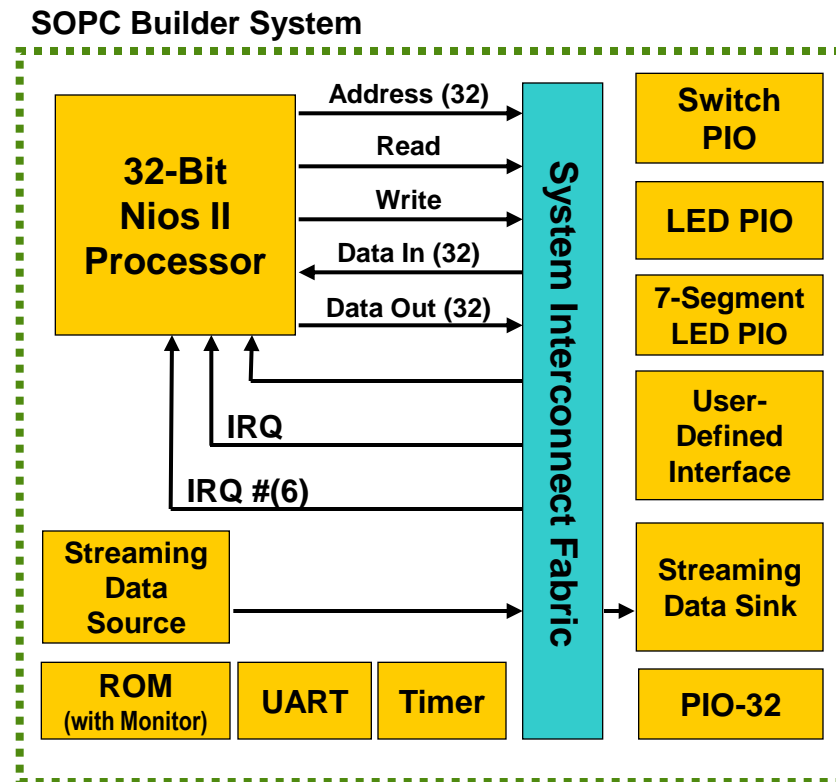 SOPC Builder System
32-Bit
Nios II
Processor
Address (32)
Read
Write
Data In (32)
Data Out (32)
IRQ
IRQ #(6)
System Interconnect Fabric
Switch
PIO
LED PIO
7-Segment
LED PIO
User-
Defined
Interface
Streaming
Data
Source
Streaming
Data Sink
ROM
(with Monitor)
UART
Timer
PIO-32